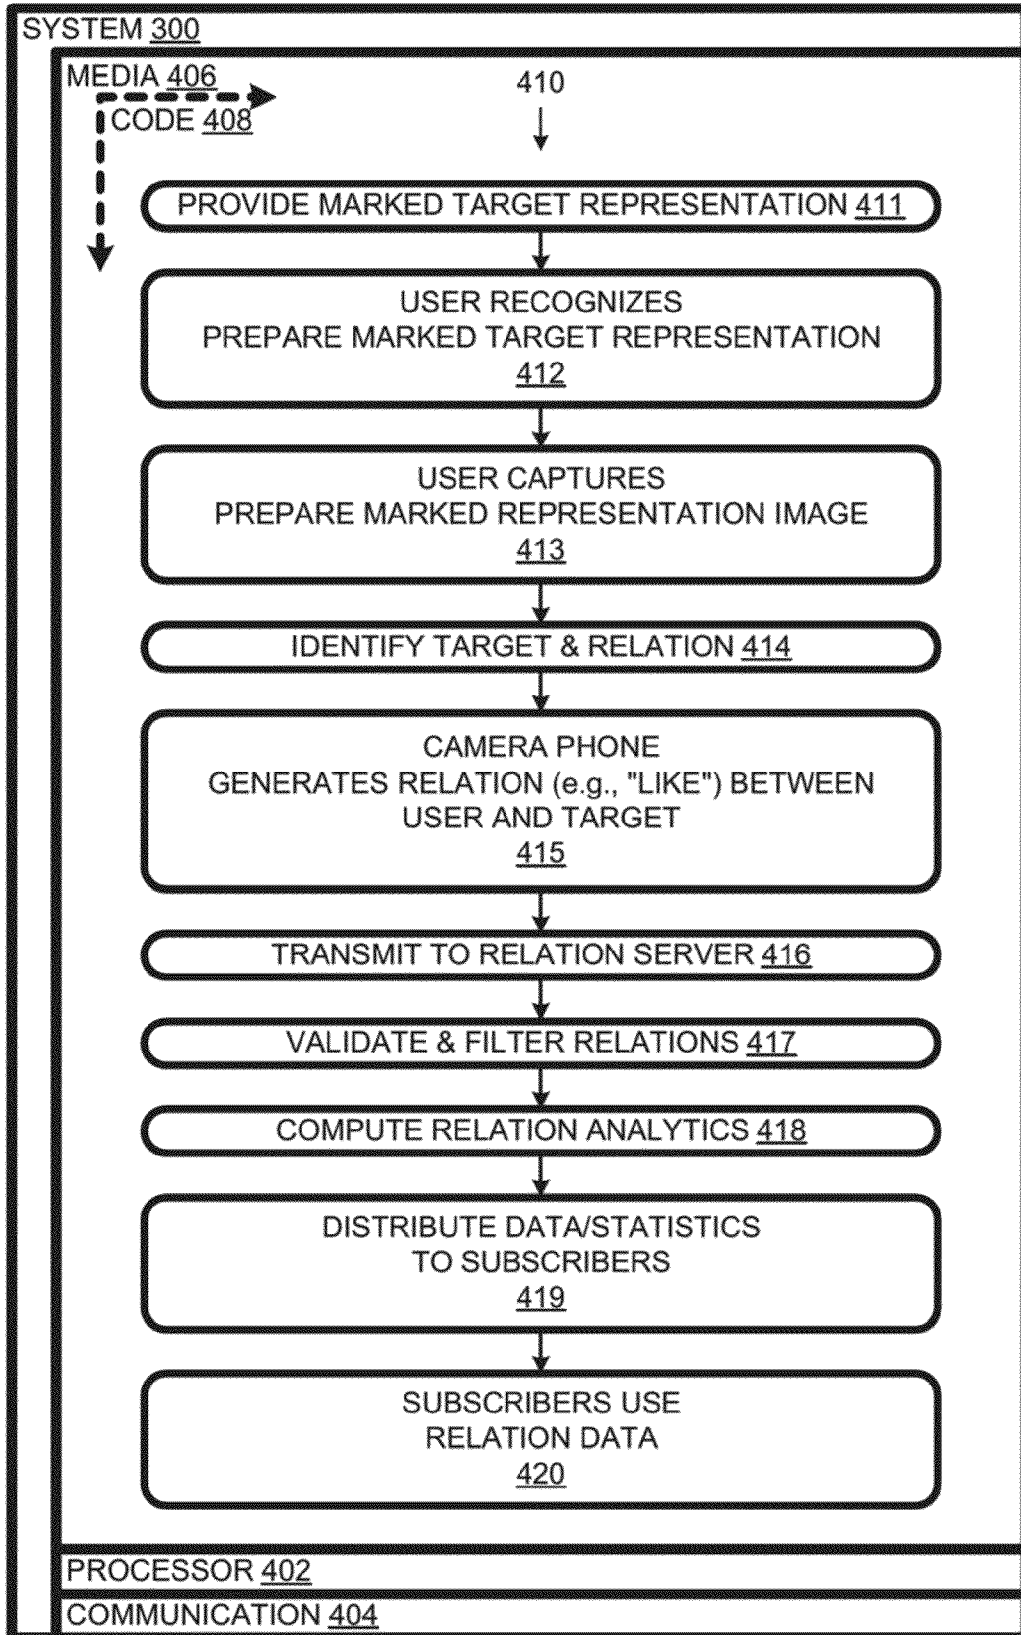 SYSTEM 300
MEDIA 406
CODE 408
410
PROVIDE MARKED TARGET REPRESENTATION 411
USER RECOGNIZES
PREPARE MARKED TARGET REPRESENTATION
412
USER CAPTURES
PREPARE MARKED REPRESENTATION IMAGE
413
IDENTIFY TARGET & RELATION 414
CAMERA PHONE
GENERATES RELATION (e.g., "LIKE") BETWEEN
USER AND TARGET
415
TRANSMIT TO RELATION SERVER 416
VALIDATE & FILTER RELATIONS 417
COMPUTE RELATION ANALYTICS 418
DISTRIBUTE DATA/STATISTICS
TO SUBSCRIBERS
419
SUBSCRIBERS USE
RELATION DATA
420
PROCESSOR 402
COMMUNICATION 404